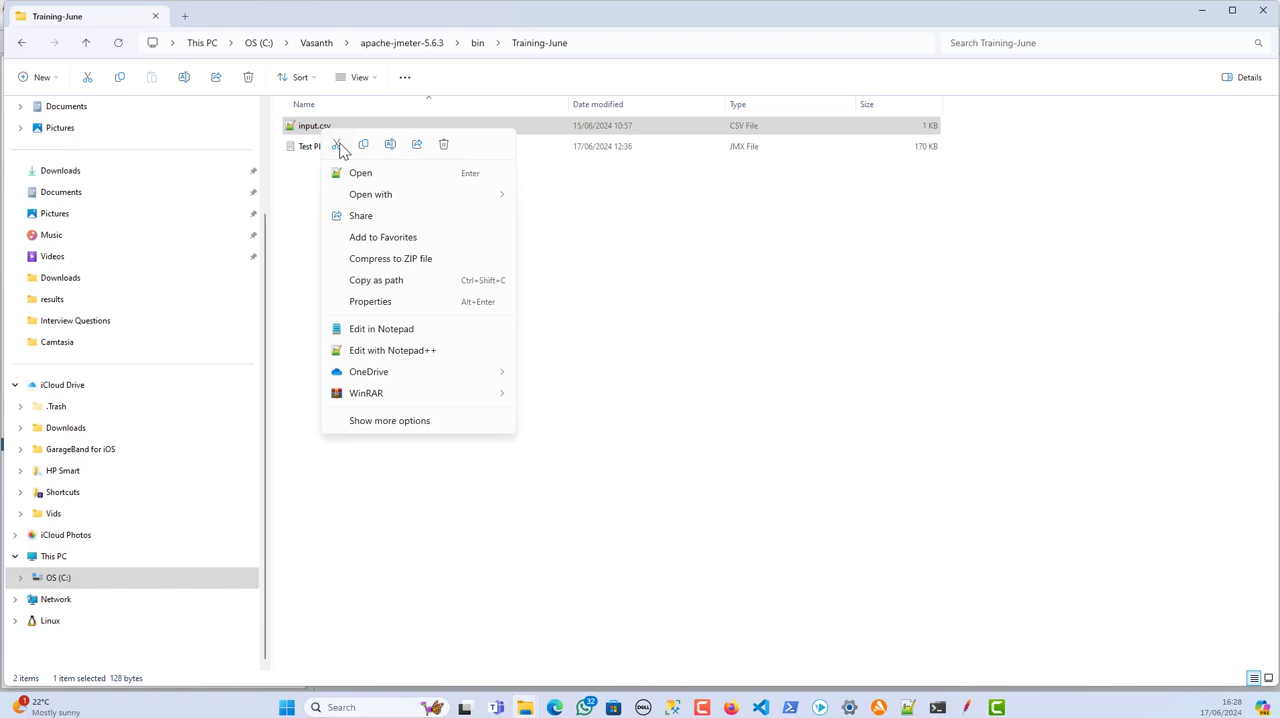 Training-June
This PC > OS (C:) > Vasanth > apache-jmeter-5.6.3 > bin > Training-June
Search Training-June
New
Sort
View
Details
Documents
Pictures
Downloads
Documents
Pictures
Music
Videos
Downloads
results
Interview Questions
Camtasia
iCloud Drive
.Trash
Downloads
GarageBand for iOS
HP Smart
Shortcuts
Vids
iCloud Photos
This PC
OS (C:)
Network
Linux
Name Date modified Type Size
input.csv 15/06/2024 10:57 CSV File 1 KB
Test Pl 17/06/2024 12:36 JMX File 170 KB
Open Enter
Open with
Share
Add to Favorites
Compress to ZIP file
Copy as path Ctrl+Shift+C
Properties Alt+Enter
Edit in Notepad
Edit with Notepad++
OneDrive
WinRAR
Show more options
2 items 1 item selected 128 bytes
1
22°C
Mostly sunny
Search
32
DELL
16:28
17/06/2024